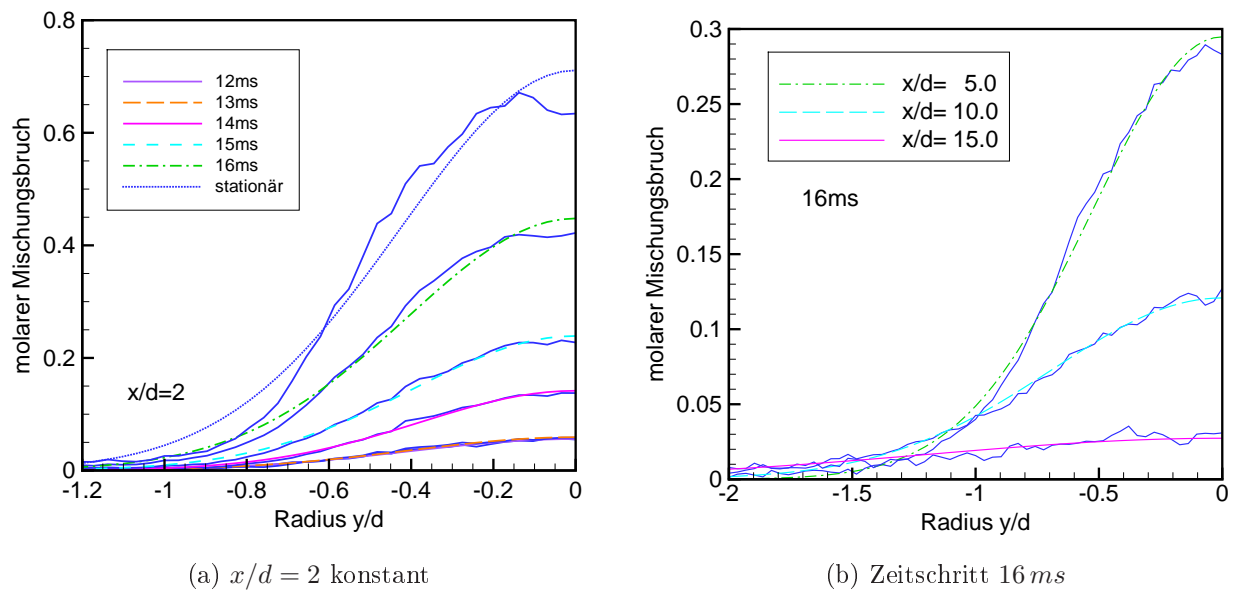 0.8
0.6
0.4
0.2
0
molarer Mischungsbruch
12ms
13ms
14ms
15ms
16ms
stationär
x/d=2
-1.2
-1
-0.8
-0.6
-0.4
-0.2
0
Radius y/d
(a) x/d = 2 konstant
0.3
0.25
0.2
0.15
0.1
0.05
0
molarer Mischungsbruch
x/d= 5.0
x/d= 10.0
x/d= 15.0
16ms
-2
-1.5
-1
-0.5
0
Radius y/d
(b) Zeitschritt 16 ms